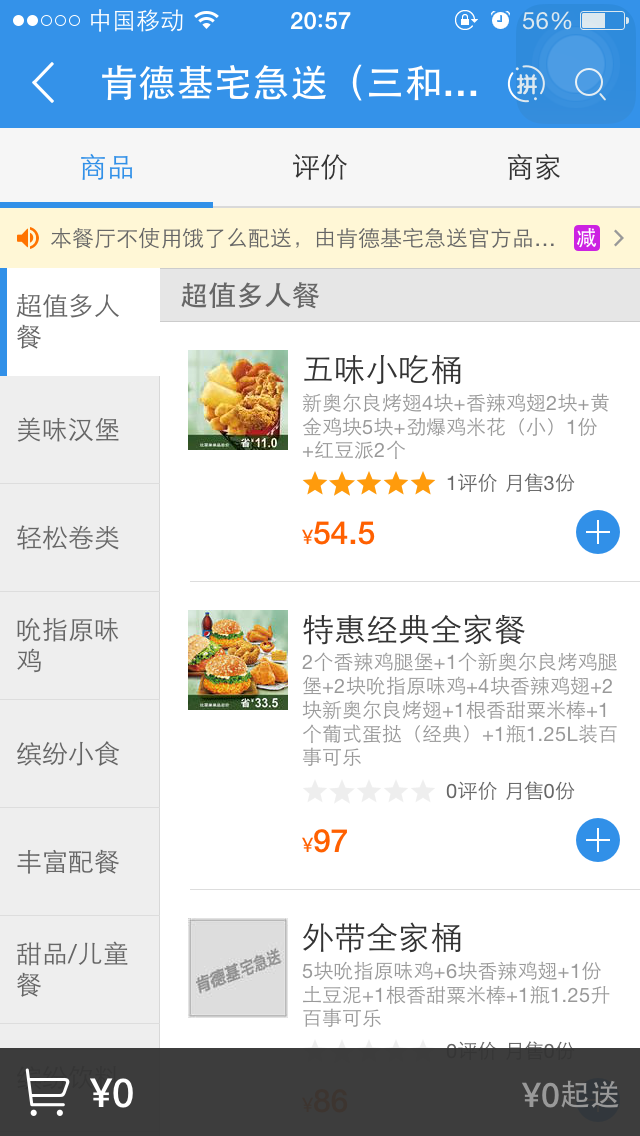 中国移动 20:57 56%
肯德基宅急送（三和... 拼
商品 评价 商家
本餐厅不使用饿了么配送，由肯德基宅急送官方品... 减
超值多人
餐
美味汉堡
轻松卷类
吮指原味
鸡
缤纷小食
丰富配餐
甜品/儿童
餐
缤纷饮料
超值多人餐
省¥11.0
五味小吃桶
新奥尔良烤翅4块+香辣鸡翅2块+黄
金鸡块5块+劲爆鸡米花（小）1份
+红豆派2个
1评价 月售3份
¥54.5
省¥33.5
特惠经典全家餐
2个香辣鸡腿堡+1个新奥尔良烤鸡腿
堡+2块吮指原味鸡+4块香辣鸡翅+2
块新奥尔良烤翅+1根香甜粟米棒+1
个葡式蛋挞（经典）+1瓶1.25L装百
事可乐
0评价 月售0份
¥97
肯德基宅急送
外带全家桶
5块吮指原味鸡+6块香辣鸡翅+1份
土豆泥+1根香甜粟米棒+1瓶1.25升
百事可乐
0评价 月售0份
¥86
¥0 ¥0起送